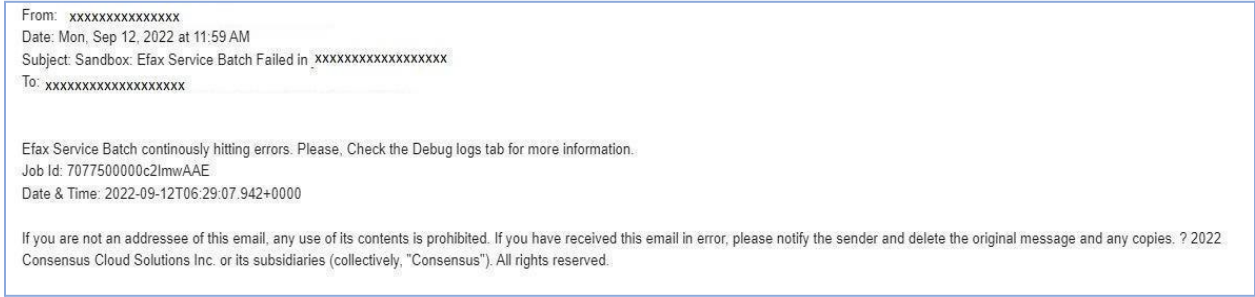 From: xxxxxxxxxxxxxxx
Date: Mon, Sep 12, 2022 at 11:59 AM
Subject: Sandbox: Efax Service Batch Failed in xxxxxxxxxxxxxxxxxx
To: xxxxxxxxxxxxxxxxxxx
Efax Service Batch continously hitting errors. Please, Check the Debug logs tab for more information.
Job Id: 7077500000c2ImwAAE
Date & Time: 2022-09-12T06:29:07.942+0000
If you are not an addressee of this email, any use of its contents is prohibited. If you have received this email in error, please notify the sender and delete the original message and any copies. ? 2022
Consensus Cloud Solutions Inc. or its subsidiaries (collectively, "Consensus"). All rights reserved.